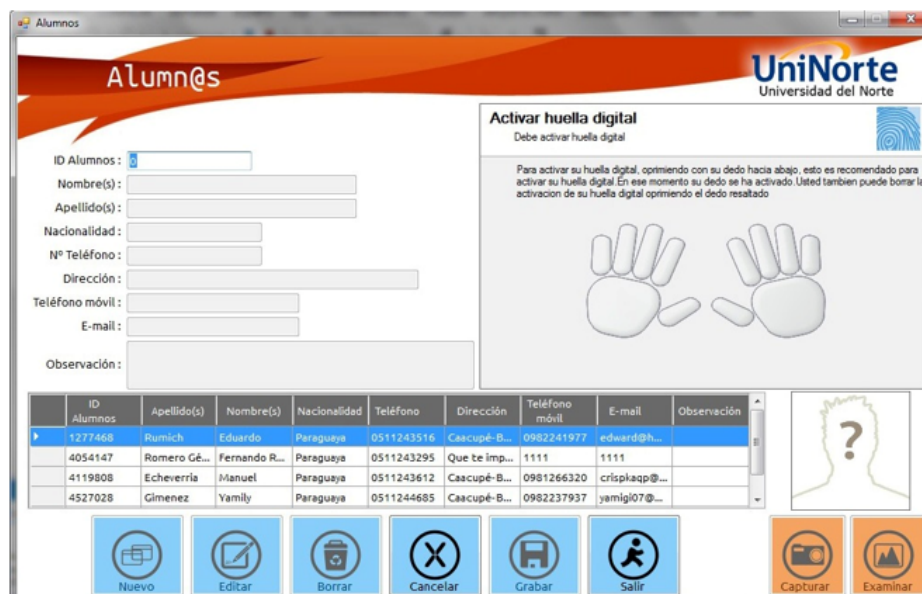 Alumnos
Alumn@s
UniNorte
Universidad del Norte
Activar huella digital
Debe activar huella digital
Para activar su huella digital, oprimiendo con su dedo hacia abajo, esto es recomendado para
activar su huella digital.En ese momento su dedo se ha activado.Usted tambien puede borrar la
activacion de su huella digital oprimiendo el dedo resaltado
ID Alumnos : 0
Nombre(s) :
Apellido(s) :
Nacionalidad :
Nº Teléfono :
Dirección :
Teléfono móvil :
E-mail :
Observación :
ID Alumnos Apellido(s) Nombre(s) Nacionalidad Teléfono Dirección Teléfono móvil E-mail Observación
1277468 Rumich Eduardo Paraguaya 0511243516 Caacupé-B... 0982241977 edward@h...
4054147 Romero Gé... Fernando R... Paraguaya 0511243295 Que te imp... 1111 1111
4119808 Echeverria Manuel Paraguaya 0511243612 Caacupé-B... 0981266320 crispkaqp@...
4527028 Gimenez Yamily Paraguaya 0511244685 Caacupé-B... 0982237937 yamigi07@...
?
Nuevo Editar Borrar Cancelar Grabar Salir Capturar Examinar